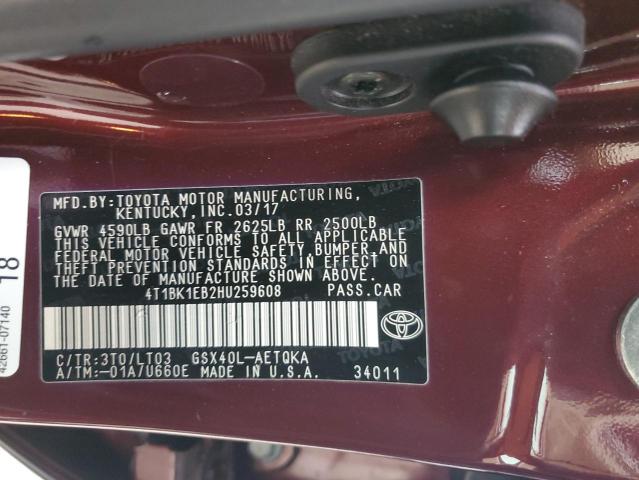 MFD.BY:TOYOTA MOTOR MANUFACTURING,
KENTUCKY, INC.03/17
GVWR 4590LB GAWR FR 2625LB RR 2500LB
THIS VEHICLE CONFORMS TO ALL APPLICABLE
FEDERAL MOTOR VEHICLE SAFETY, BUMPER,AND
THEFT PREVENTION STANDARDS IN EFFECT ON
THE DATE OF MANUFACTURE SHOWN ABOVE.
4T1BK1EB2HU259608 PASS.CAR
C/TR:3T0/LT03 GSX40L-AETQKA
A/TM:-01A/U660E MADE IN U.S.A. 34011
TOYOTA
18
42661-07140